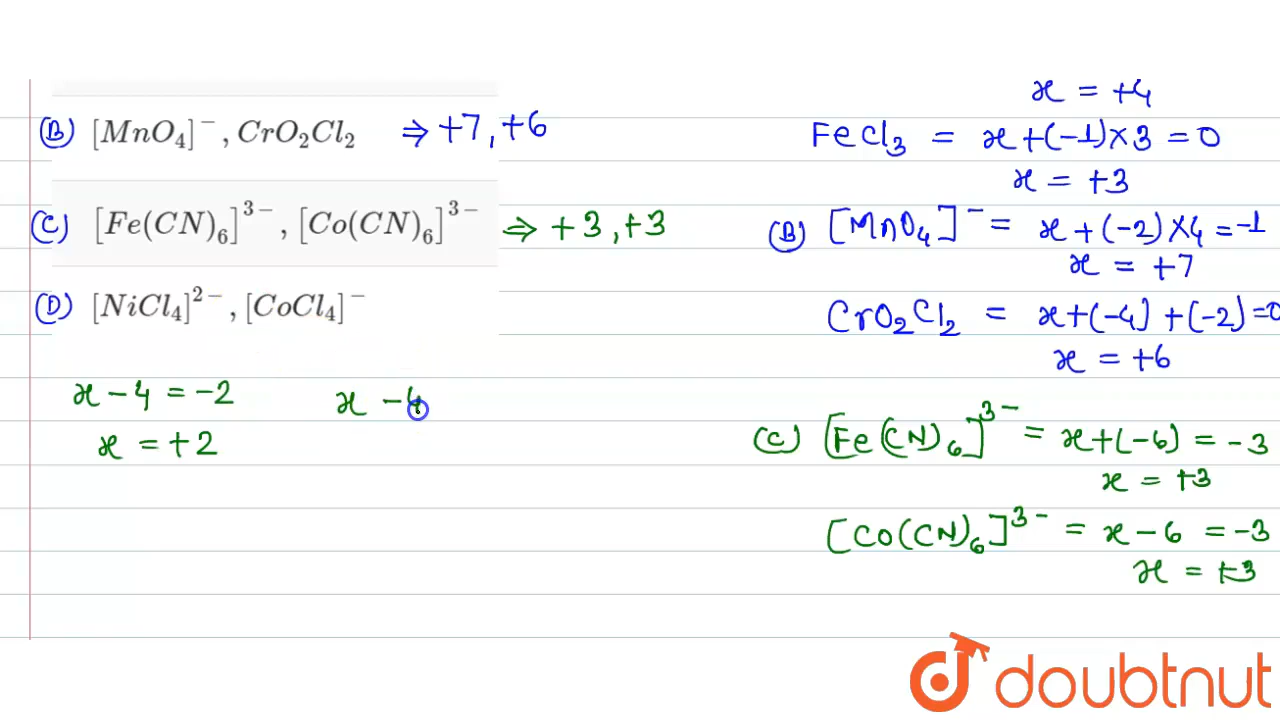 (B) [MnO₄]⁻, CrO₂Cl₂ ⇒ +7, +6
(C) [Fe(CN)₆]³⁻, [Co(CN)₆]³⁻ ⇒ +3, +3
(D) [NiCl₄]²⁻, [CoCl₄]⁻
x - 4 = -2
x = +2
x - 4
x = +4
FeCl₃ = x + (-1) × 3 = 0
x = +3
(B) [MnO₄]⁻ = x + (-2) × 4 = -1
x = +7
CrO₂Cl₂ = x + (-4) + (-2) = 0
x = +6
(C) [Fe(CN)₆]³⁻ = x + (-6) = -3
x = +3
[Co(CN)₆]³⁻ = x - 6 = -3
x = +3
doubtnut